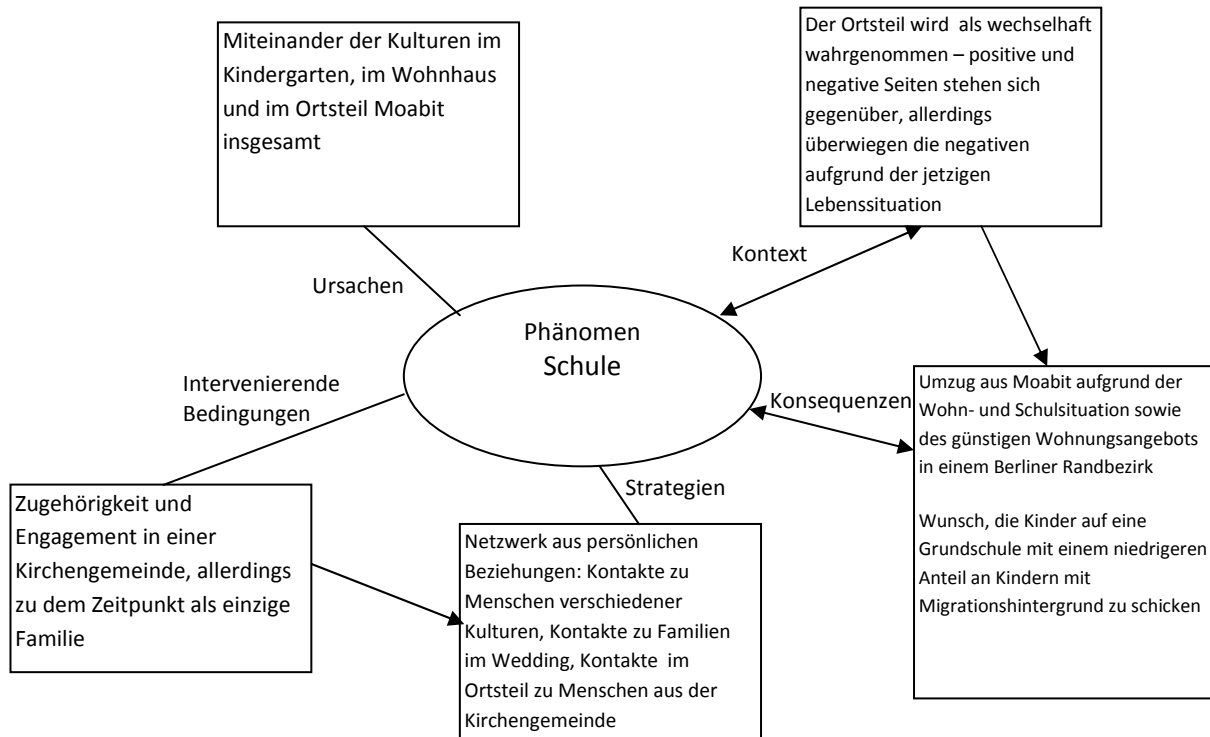 Miteinander der Kulturen im
Kindergarten, im Wohnhaus
und im Ortsteil Moabit
insgesamt
Der Ortsteil wird als wechselhaft
wahrgenommen – positive und
negative Seiten stehen sich
gegenüber, allerdings
überwiegen die negativen
aufgrund der jetzigen
Lebenssituation
Kontext
Ursachen
Phänomen
Schule
Intervenierende
Bedingungen
Konsequenzen
Umzug aus Moabit aufgrund der
Wohn- und Schulsituation sowie
des günstigen Wohnungsangebots
in einem Berliner Randbezirk
Wunsch, die Kinder auf eine
Grundschule mit einem niedrigeren
Anteil an Kindern mit
Migrationshintergrund zu schicken
Strategien
Zugehörigkeit und
Engagement in einer
Kirchengemeinde, allerdings
zu dem Zeitpunkt als einzige
Familie
Netzwerk aus persönlichen
Beziehungen: Kontakte zu
Menschen verschiedener
Kulturen, Kontakte zu Familien
im Wedding, Kontakte im
Ortsteil zu Menschen aus der
Kirchengemeinde